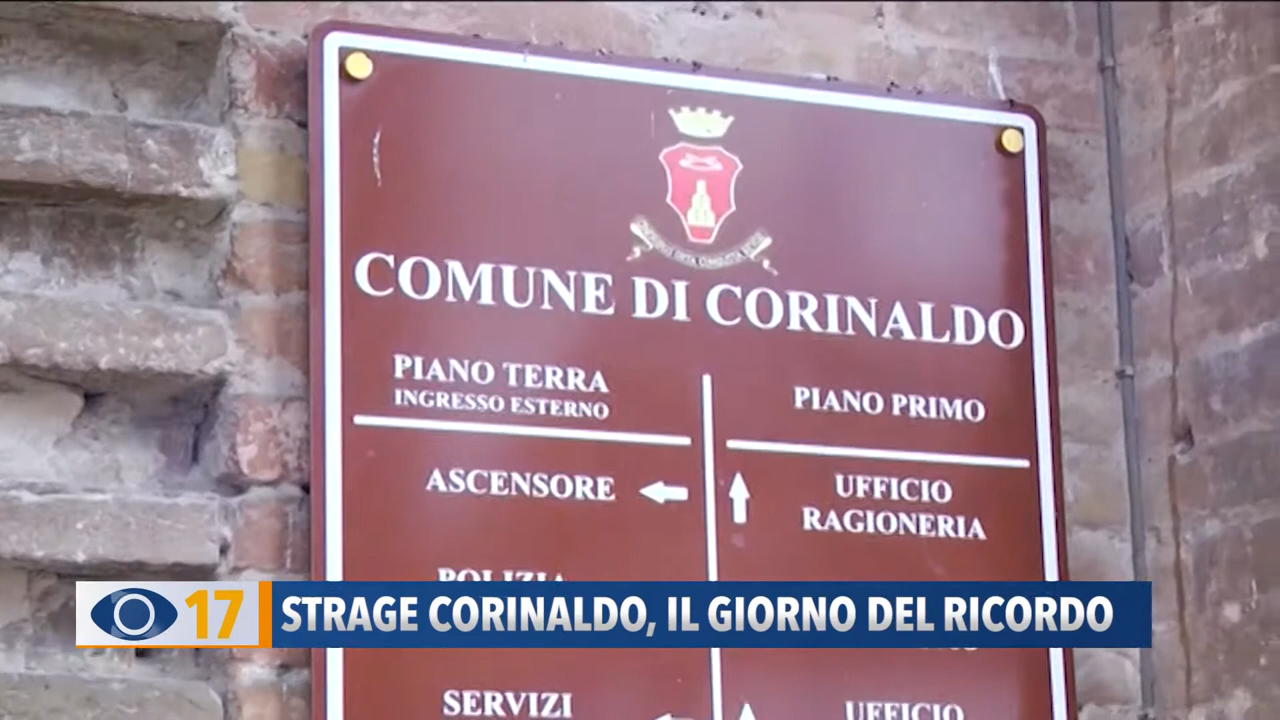 COMUNE DI CORINALDO
PIANO TERRA
INGRESSO ESTERNO
ASCENSORE
POLIZIA
SERVIZI
PIANO PRIMO
UFFICIO
RAGIONERIA
UFFICIO
17
STRAGE CORINALDO, IL GIORNO DEL RICORDO